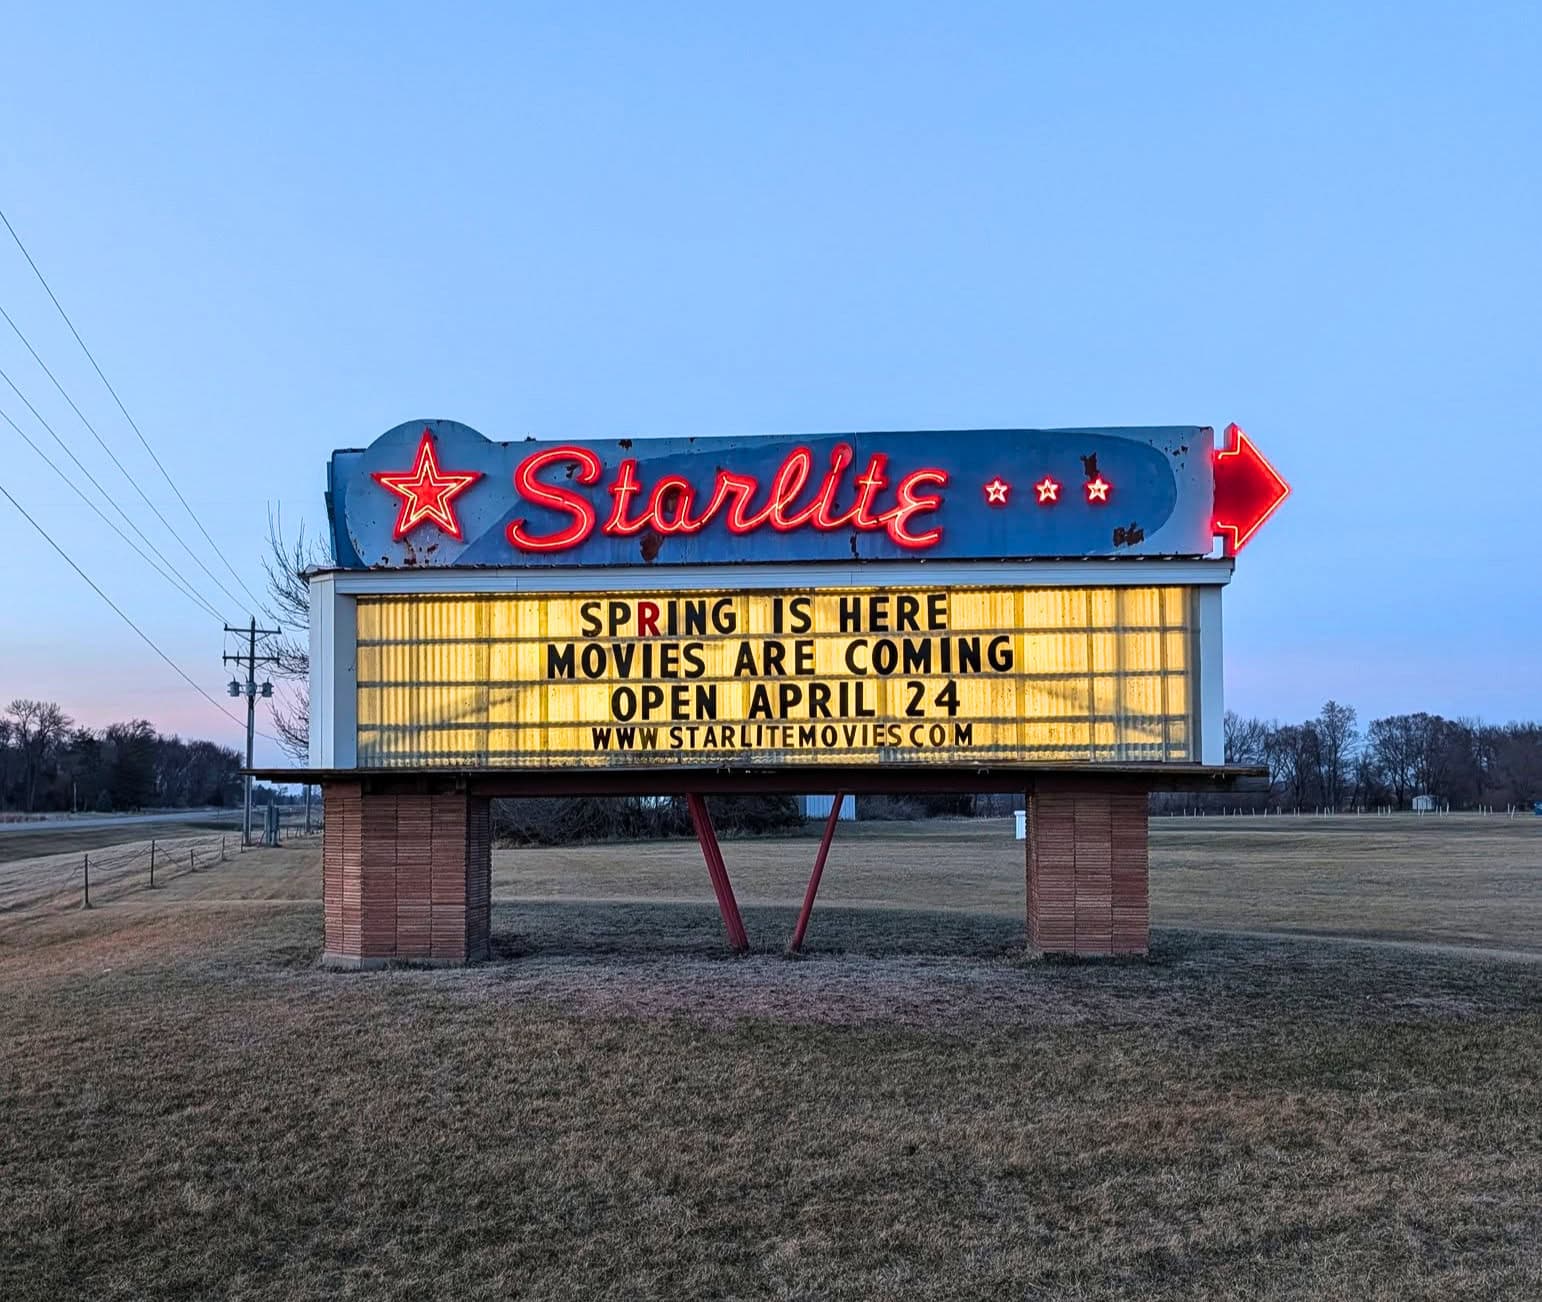 Starlite
SPRING IS HERE
MOVIES ARE COMING
OPEN APRIL 24
WWW STARLITEMOVIES COM